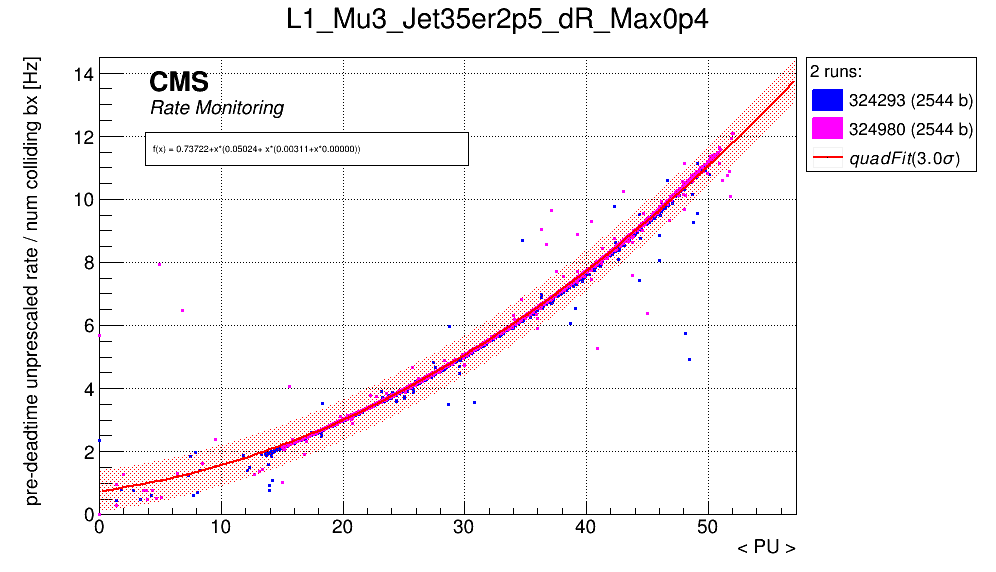 L1_Mu3_Jet35er2p5_dR_Max0p4
pre-deadtime unprescaled rate / num colliding bx [Hz]
14
12
10
8
6
4
2
0
CMS
Rate Monitoring
f(x) = 0.73722+x*(0.05024+ x*(0.00311+x*0.00000))
2 runs:
324293 (2544 b)
324980 (2544 b)
quadFit(3.0σ)
0 10 20 30 40 50
< PU >